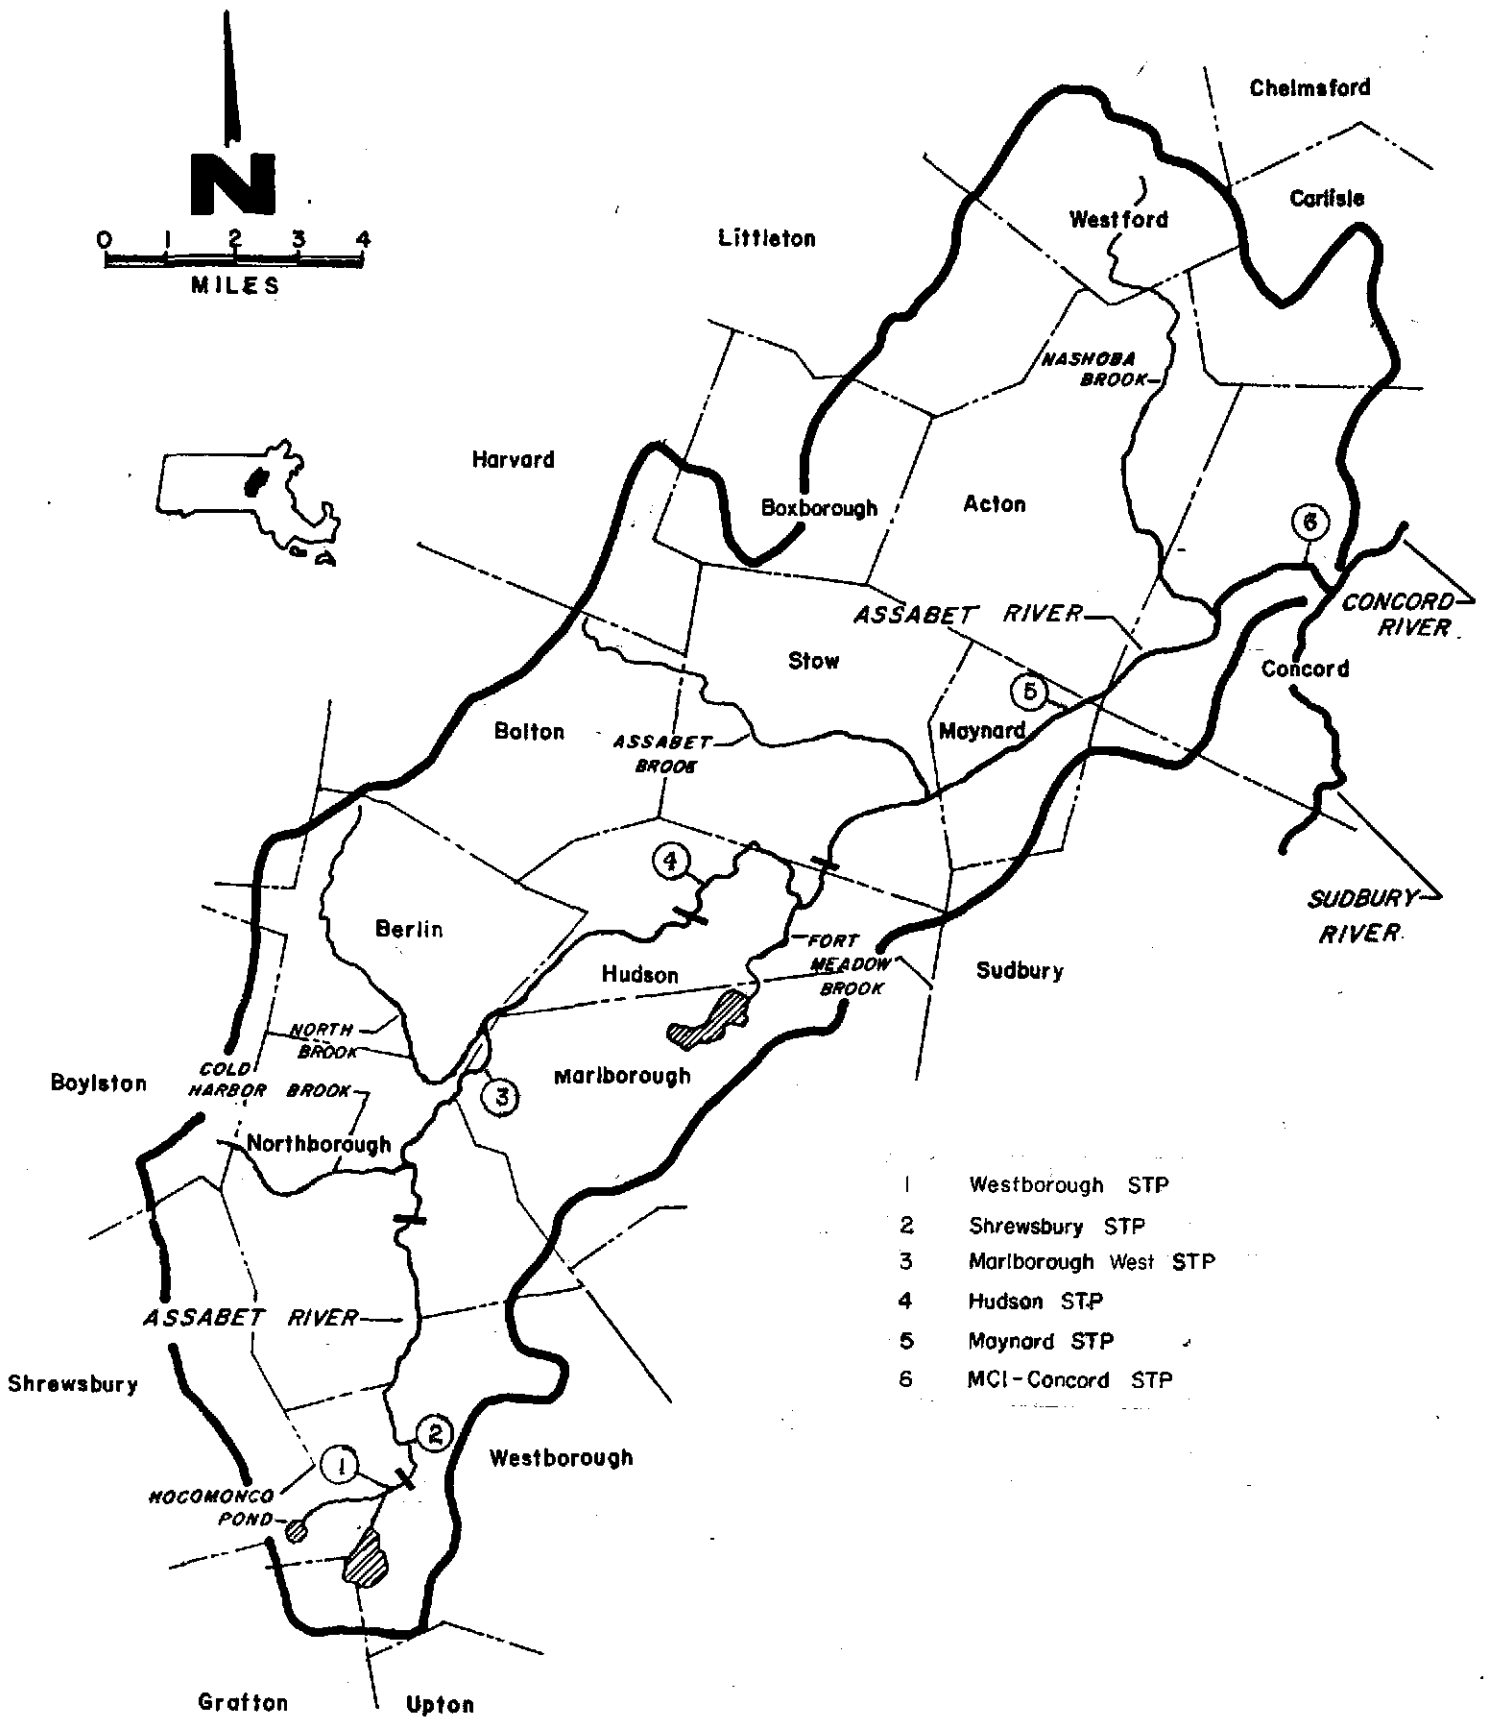 N
0 1 2 3 4
MILES
Chelmsford
Carlisle
Westford
Littleton
NASHOBA
BROOK
Harvard
Boxborough
Acton
6
CONCORD
RIVER
ASSABET RIVER
Stow
Concord
5
Maynard
Bolton
ASSABET
BROOK
4
SUDBURY
RIVER
Berlin
Hudson
FORT
MEADOW
BROOK
Sudbury
NORTH
BROOK
COLD
HARBOR BROOK
Boylston
3
Marlborough
Northborough
1 Westborough STP
2 Shrewsbury STP
3 Marlborough West STP
4 Hudson STP
5 Maynard STP
6 MCI-Concord STP
ASSABET RIVER
Shrewsbury
2
1
Westborough
HOCOMONCO
POND
Grafton
Upton